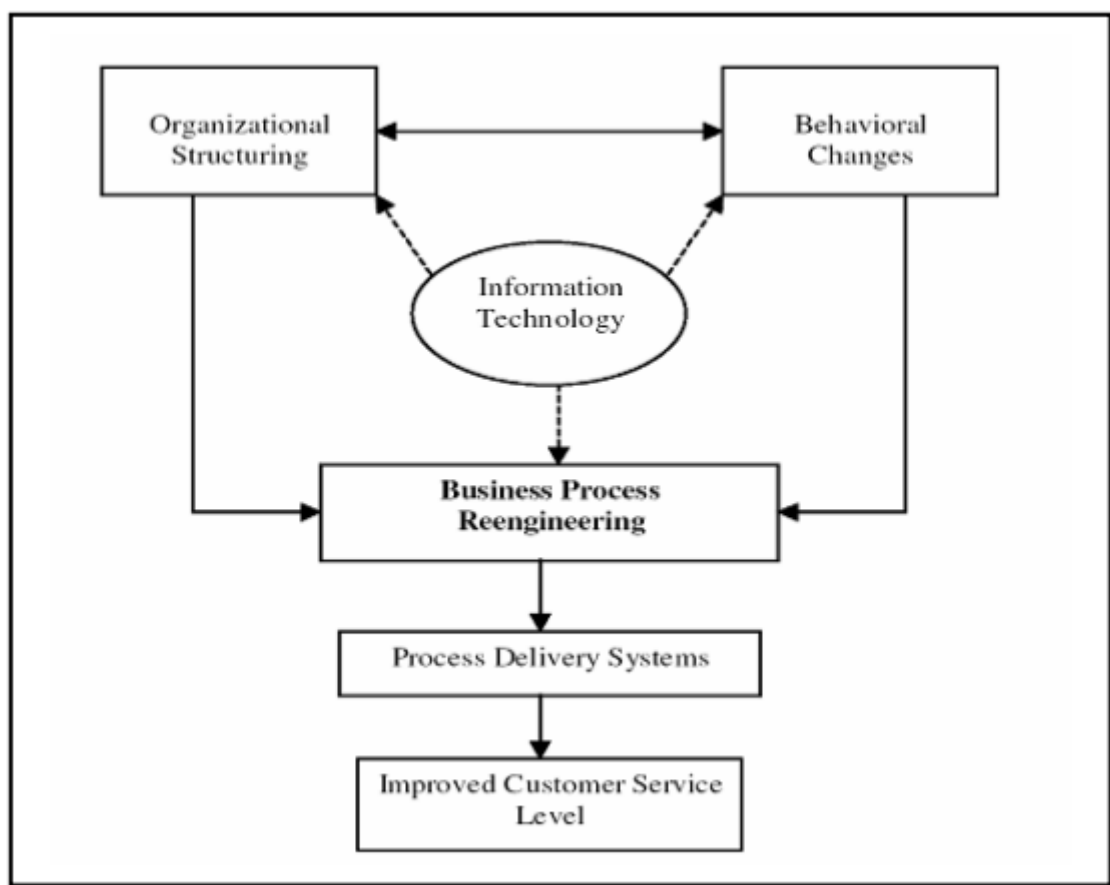 Organizational
Structuring
Behavioral
Changes
Information
Technology
Business Process
Reengineering
Process Delivery Systems
Improved Customer Service
Level